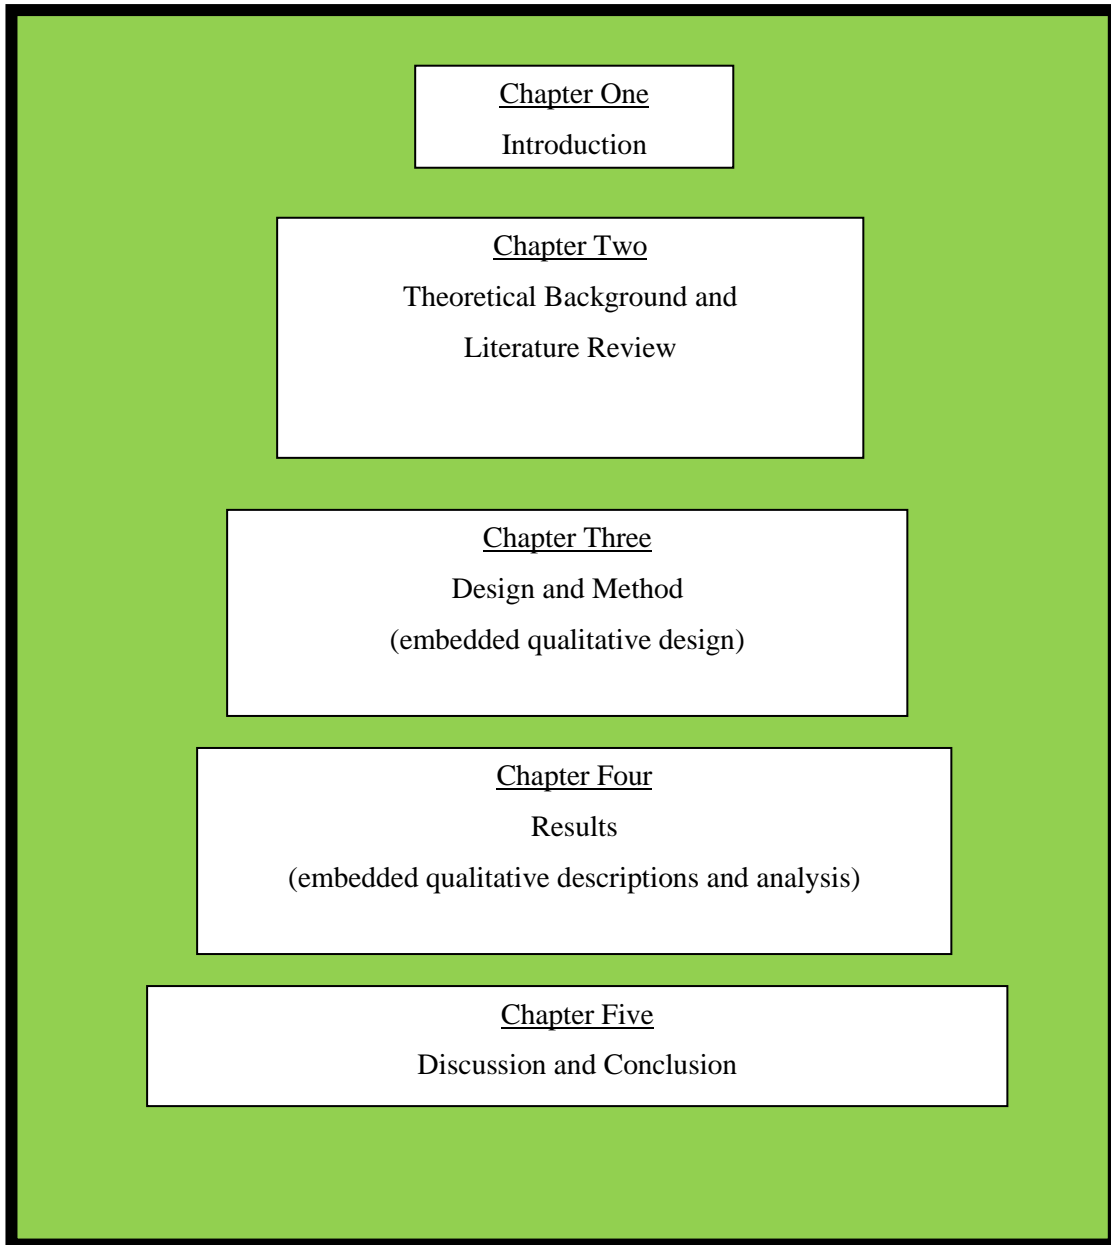 Chapter One
Introduction
Chapter Two
Theoretical Background and
Literature Review
Chapter Three
Design and Method
(embedded qualitative design)
Chapter Four
Results
(embedded qualitative descriptions and analysis)
Chapter Five
Discussion and Conclusion